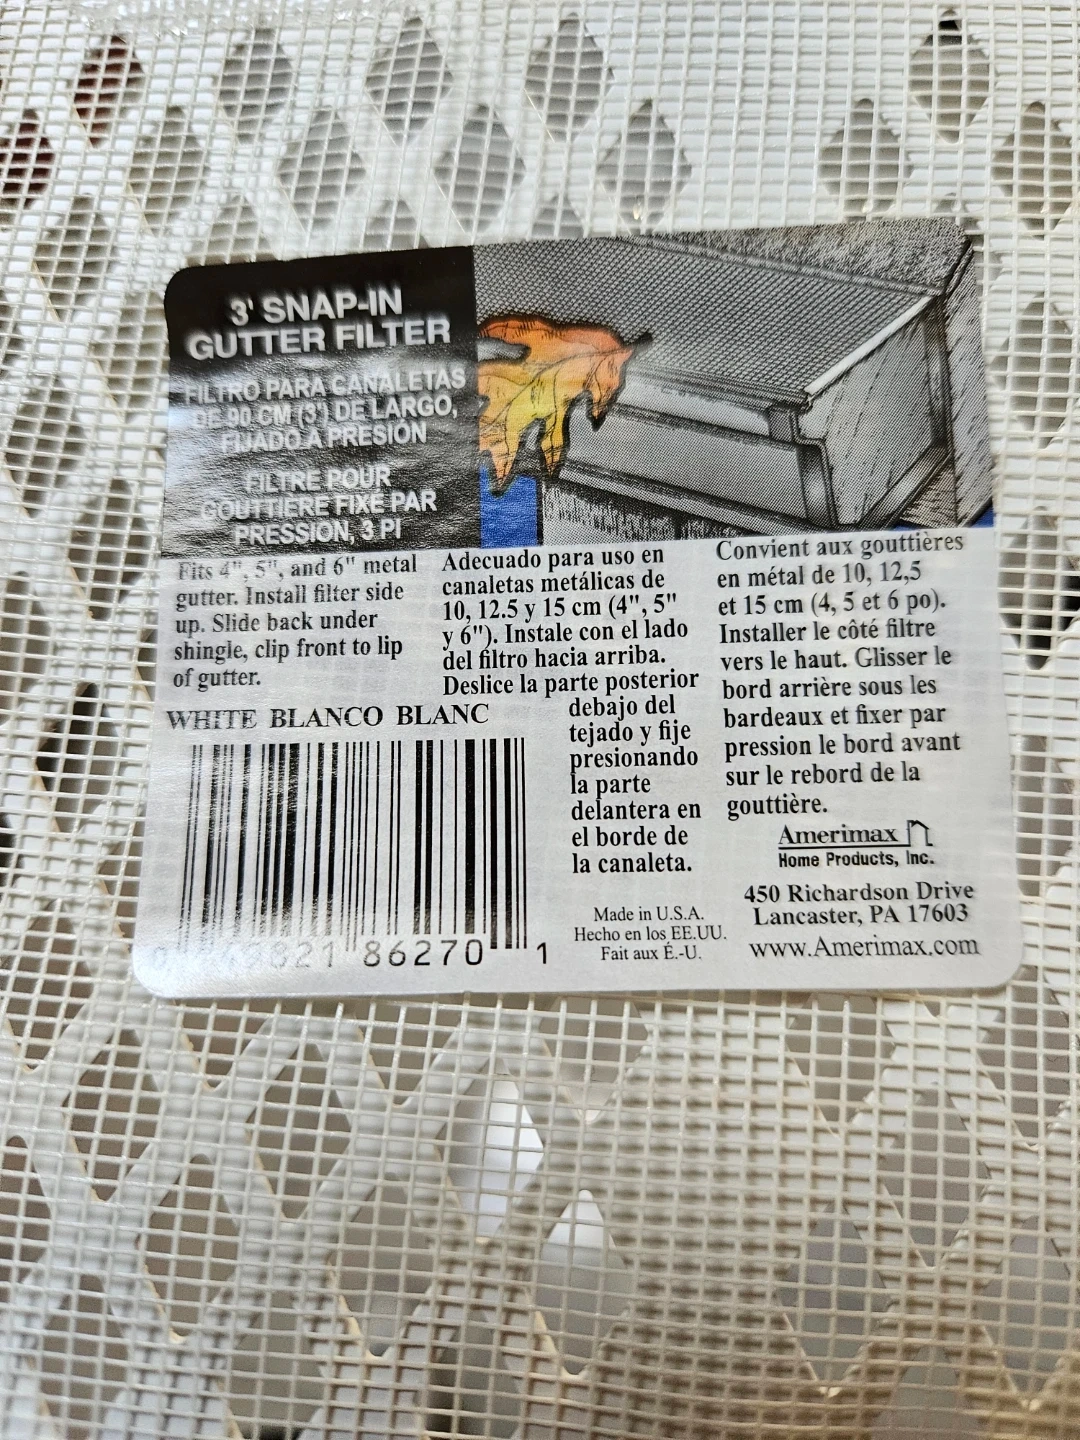 3' SNAP-IN
GUTTER FILTER
FILTRO PARA CANALETAS
DE 90 CM (3') DE LARGO,
FIJADO A PRESIÓN
FILTRE POUR
GOUTTIÈRE FIXÉ PAR
PRESSION, 3 PI
Fits 4", 5", and 6" metal
gutter. Install filter side
up. Slide back under
shingle, clip front to lip
of gutter.
WHITE BLANCO BLANC
821 86270 1
Adecuado para uso en
canaletas metálicas de
10, 12.5 y 15 cm (4", 5"
y 6"). Instale con el lado
del filtro hacia arriba.
Deslice la parte posterior
debajo del
tejado y fije
presionando
la parte
delantera en
el borde de
la canaleta.
Made in U.S.A.
Hecho en los EE.UU.
Fait aux É.-U.
Convient aux gouttières
en métal de 10, 12,5
et 15 cm (4, 5 et 6 po).
Installer le côté filtre
vers le haut. Glisser le
bord arrière sous les
bardeaux et fixer par
pression le bord avant
sur le rebord de la
gouttière.
Amerimax
Home Products, Inc.
450 Richardson Drive
Lancaster, PA 17603
www.Amerimax.com